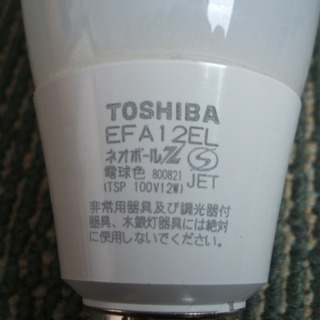 TOSHIBA
EFA12EL
ネオボールZ
電球色 800821
(TSP 100V12W) JET
非常用器具及び調光器付
器具、水銀灯器具には絶対
に使用しないでください。